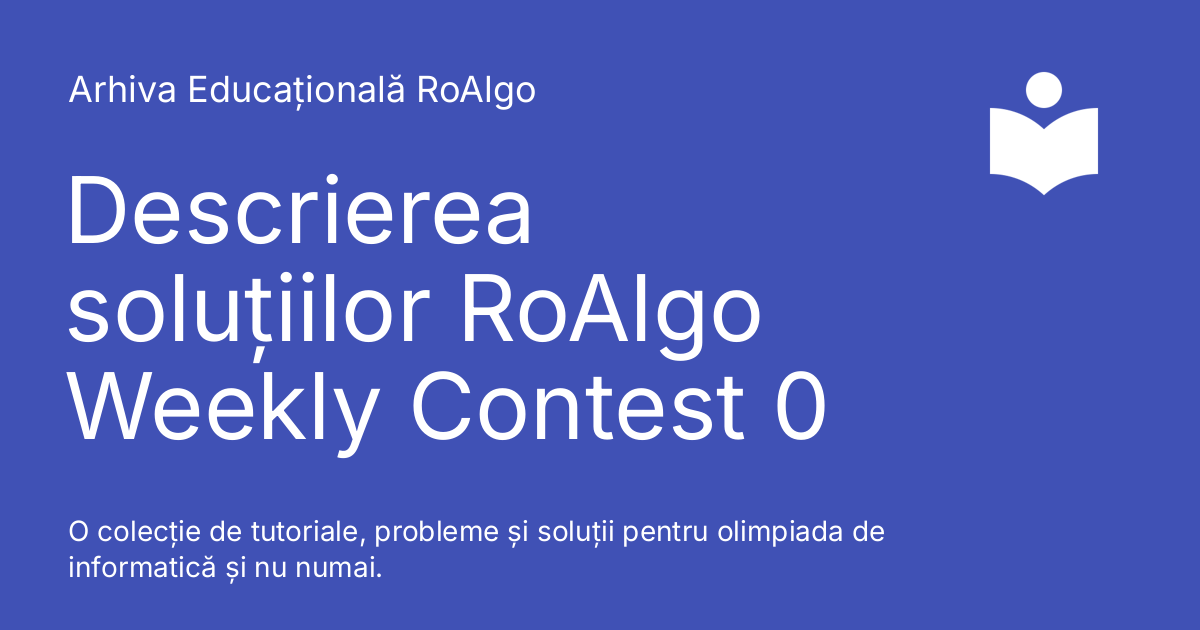 Arhiva Educațională RoAlgo
Descrierea
soluțiilor RoAlgo
Weekly Contest 0
O colecție de tutoriale, probleme și soluții pentru olimpiada de
informatică și nu numai.